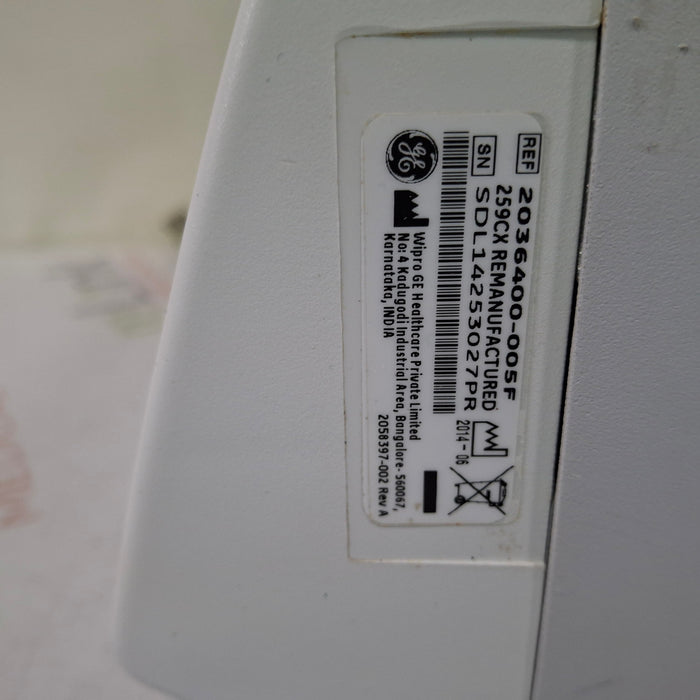 REF 2036400-005F
259CX REMANUFACTURED
SN SDL14253027PR
2014-06
GE
Wipro GE Healthcare Private Limited
No: 4 Kadugodi Industrial Area, Bangalore- 560067,
Karnataka, INDIA
2058397-002 Rev A